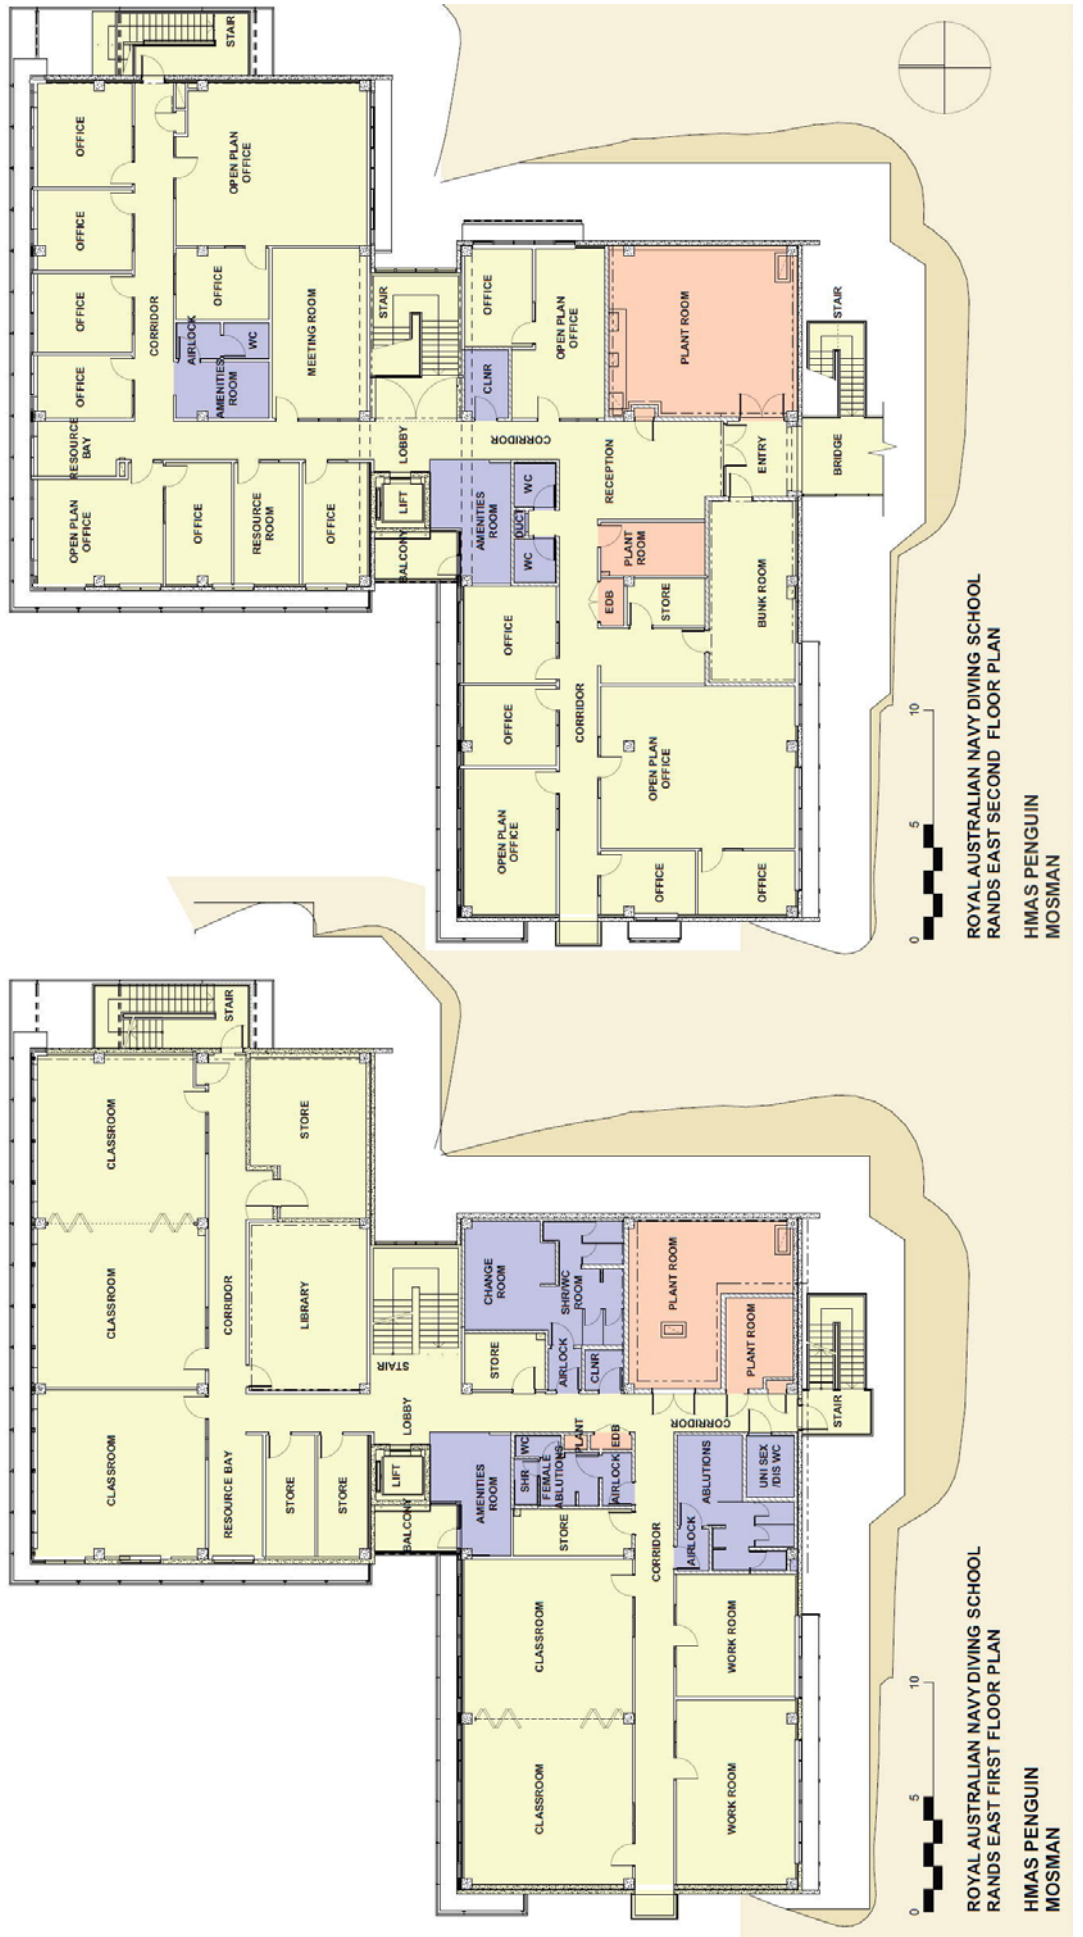 STAIR
OFFICE
OFFICE
OFFICE
OFFICE
RESOURCE
BAY
OPEN PLAN
OFFICE
CORRIDOR
OPEN PLAN
OFFICE
OFFICE
AIRLOCK
WC
AMENITIES
ROOM
MEETING ROOM
OFFICE
RESOURCE
ROOM
OFFICE
STAIR
LOBBY
LIFT
BALCONY
OFFICE
OPEN PLAN
OFFICE
CLNR
CORRIDOR
AMENITIES
ROOM
WC
DUCT
WC
RECEPTION
PLANT ROOM
ENTRY
BRIDGE
STAIR
PLANT
ROOM
EDB
STORE
BUNK ROOM
OFFICE
OFFICE
OPEN PLAN
OFFICE
CORRIDOR
OPEN PLAN
OFFICE
OFFICE
OFFICE
0
5
10
ROYAL AUSTRALIAN NAVY DIVING SCHOOL
RANDS EAST SECOND FLOOR PLAN
HMAS PENGUIN
MOSMAN
STAIR
CLASSROOM
CLASSROOM
CLASSROOM
CORRIDOR
STORE
LIBRARY
RESOURCE BAY
STORE
STORE
STAIR
LOBBY
LIFT
BALCONY
CHANGE
ROOM
SHR/WC
ROOM
STORE
AIRLOCK
CLNR
PLANT ROOM
PLANT ROOM
CORRIDOR
STAIR
AMENITIES
ROOM
WC
SHR
FEMALE
ABLUTIONS
PLANT
EDB
AIRLOCK
STORE
ABLUTIONS
UNI SEX
/DIS WC
AIRLOCK
CORRIDOR
CLASSROOM
CLASSROOM
WORK ROOM
WORK ROOM
0
5
10
ROYAL AUSTRALIAN NAVY DIVING SCHOOL
RANDS EAST FIRST FLOOR PLAN
HMAS PENGUIN
MOSMAN